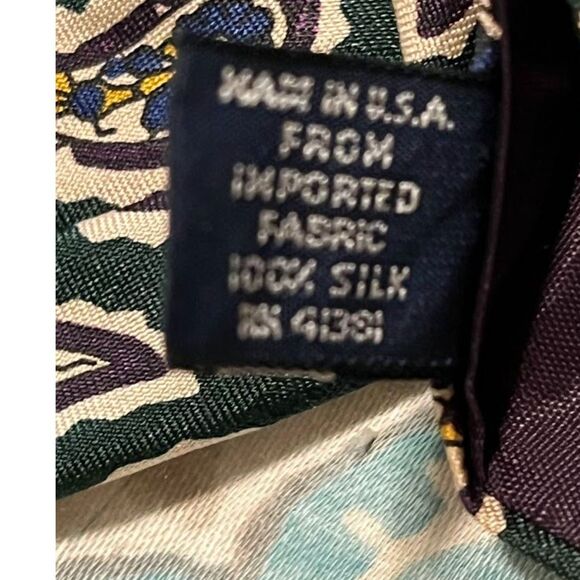 MADE IN U.S.A.
FROM
IMPORTED
FABRIC
100% SILK
RN 41381